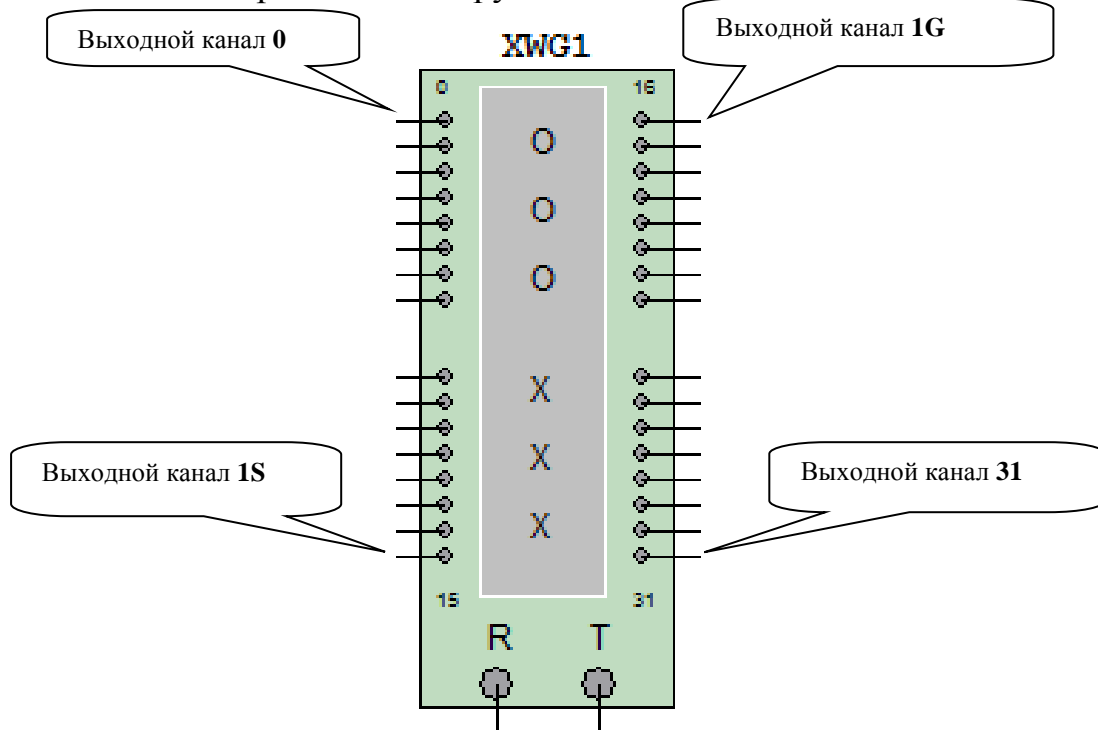 Выходной канал 0
Выходной канал 1G
XWG1
0 16
O
O
O
X
X
X
Выходной канал 1S
Выходной канал 31
15 31
R T